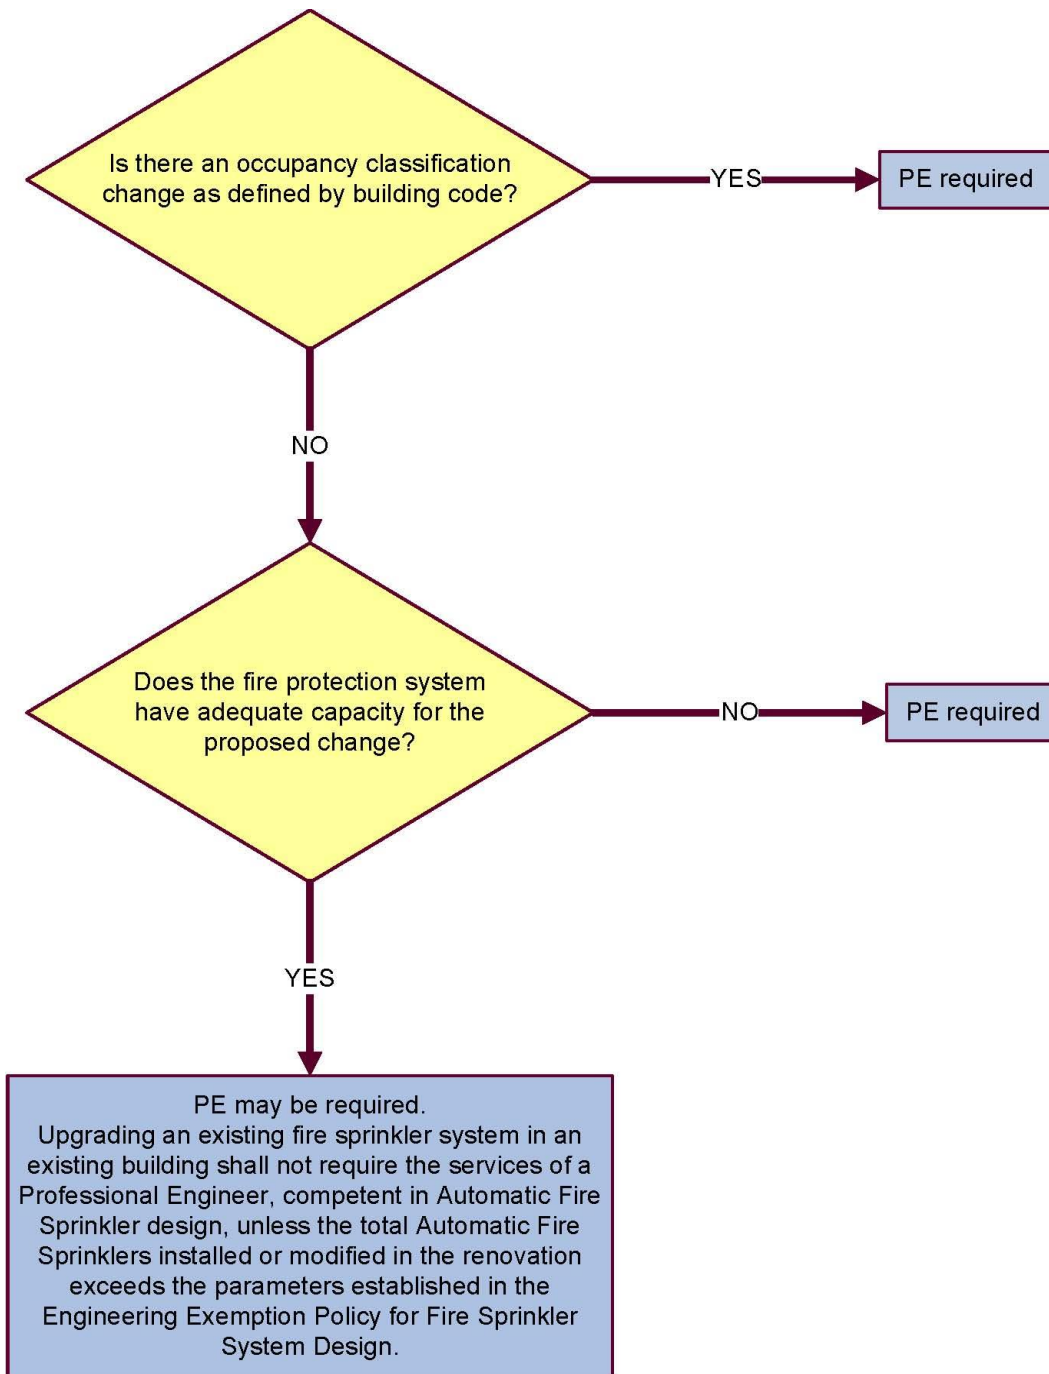 Is there an occupancy classification
change as defined by building code?
YES
PE required
NO
Does the fire protection system
have adequate capacity for the
proposed change?
NO
PE required
YES
PE may be required.
Upgrading an existing fire sprinkler system in an
existing building shall not require the services of a
Professional Engineer, competent in Automatic Fire
Sprinkler design, unless the total Automatic Fire
Sprinklers installed or modified in the renovation
exceeds the parameters established in the
Engineering Exemption Policy for Fire Sprinkler
System Design.